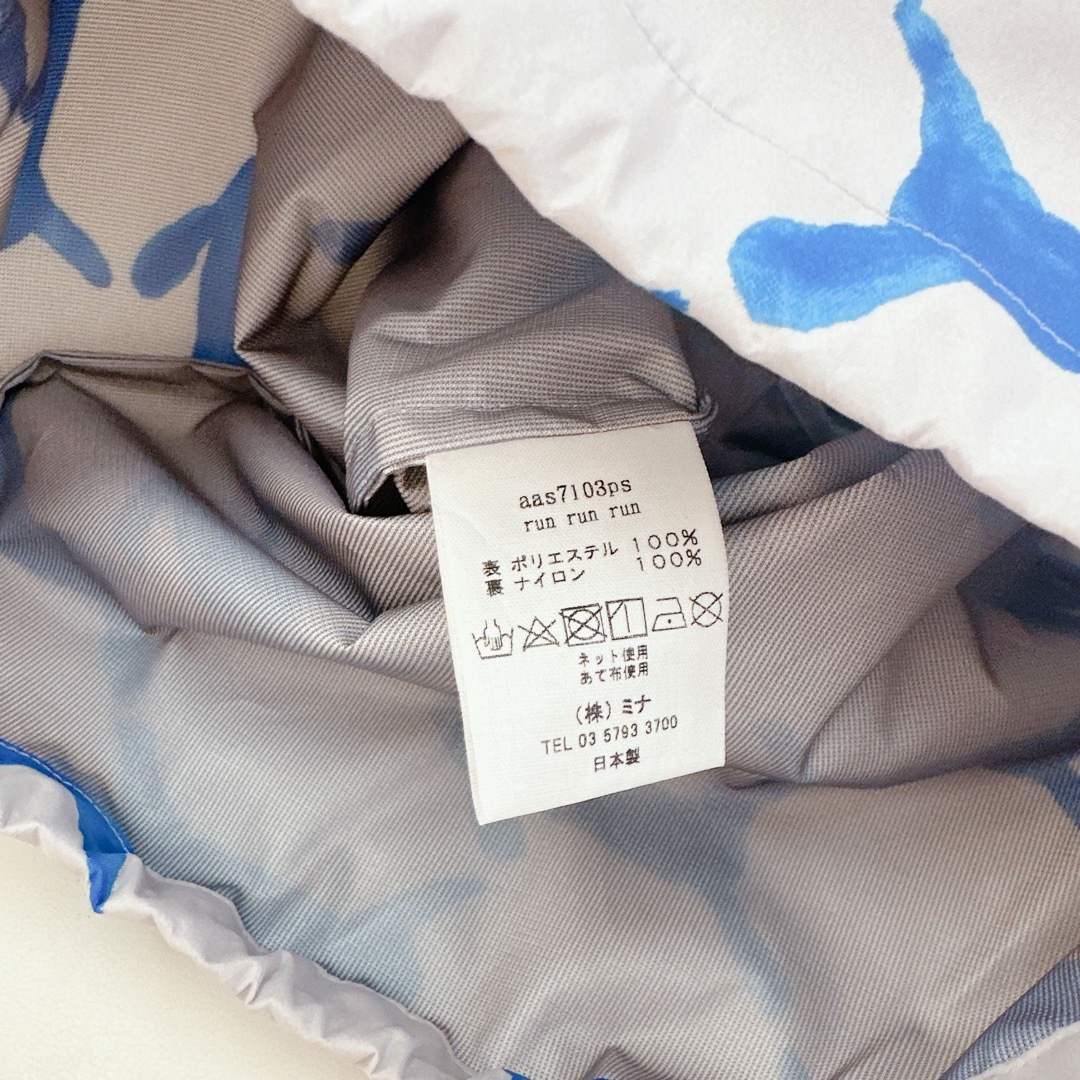 aas7103ps
run run run
表 ポリエステル 100%
裏 ナイロン 100%
ネット使用
あて布使用
(株) ミナ
TEL 03 5793 3700
日本製